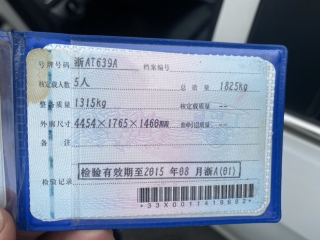 号牌号码 浙AT639A 档案编号
核定载人数 5人 总质量 1825kg
整备质量 1315kg 核定载质量 --
外廓尺寸 4454×1765×1468mm 准牵引总质量 --
备注
检验有效期至2015年08月浙A(01)
检验记录